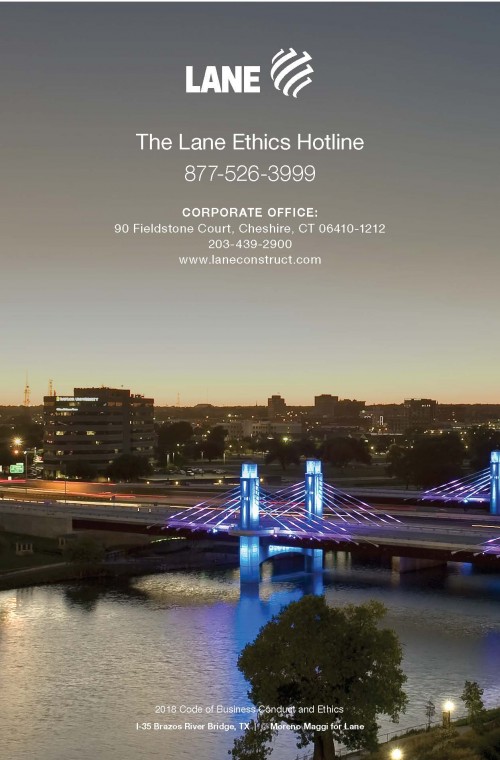 LANE
The Lane Ethics Hotline
877-526-3999
CORPORATE OFFICE:
90 Fieldstone Court, Cheshire, CT 06410-1212
203-439-2900
www.laneconstruct.com
2018 Code of Business Conduct and Ethics
I-35 Brazos River Bridge, TX | © Moreno Maggi for Lane